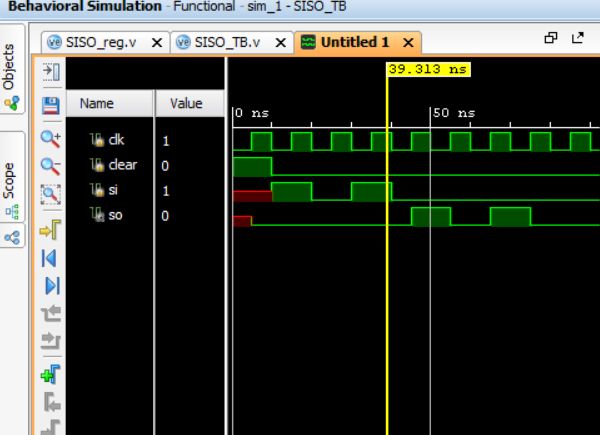 Behavioral Simulation - Functional - sim_1 - SISO_TB
SISO_reg.v
SISO_TB.v
Untitled 1
Objects
Scope
39.313 ns
Name Value
0 ns 50 ns
clk 1
clear 0
si 1
so 0